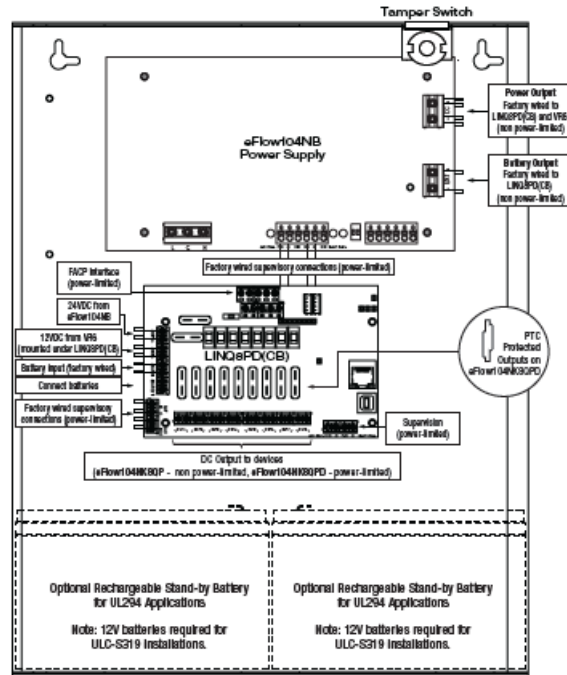 Tamper Switch
eFlow104NB
Power Supply
Power Output
Factory wired to
LINQ8PD(CB) and VR6
(non power-limited)
Battery Output
Factory wired to
LINQ8PD(CB)
(non power-limited)
L G N
Factory wired supervisory connections (power-limited)
FACP Interface
(power-limited)
24VDC from
eFlow104NB
12VDC from VR6
(mounted under LINQ8PD(CB)
Battery Input (factory wired)
Connect batteries
Factory wired supervisory
connections (power-limited)
LINQ8PD(CB)
PTC
Protected
Outputs on
eFlow104NK8QPD
Supervision
(power-limited)
DC Output to devices
(eFlow104NK8QP - non power-limited, eFlow104NK8QPD - power-limited)
Optional Rechargeable Stand-by Battery
for UL294 Applications
Note: 12V batteries required for
ULC-S319 Installations.
Optional Rechargeable Stand-by Battery
for UL294 Applications
Note: 12V batteries required for
ULC-S319 Installations.